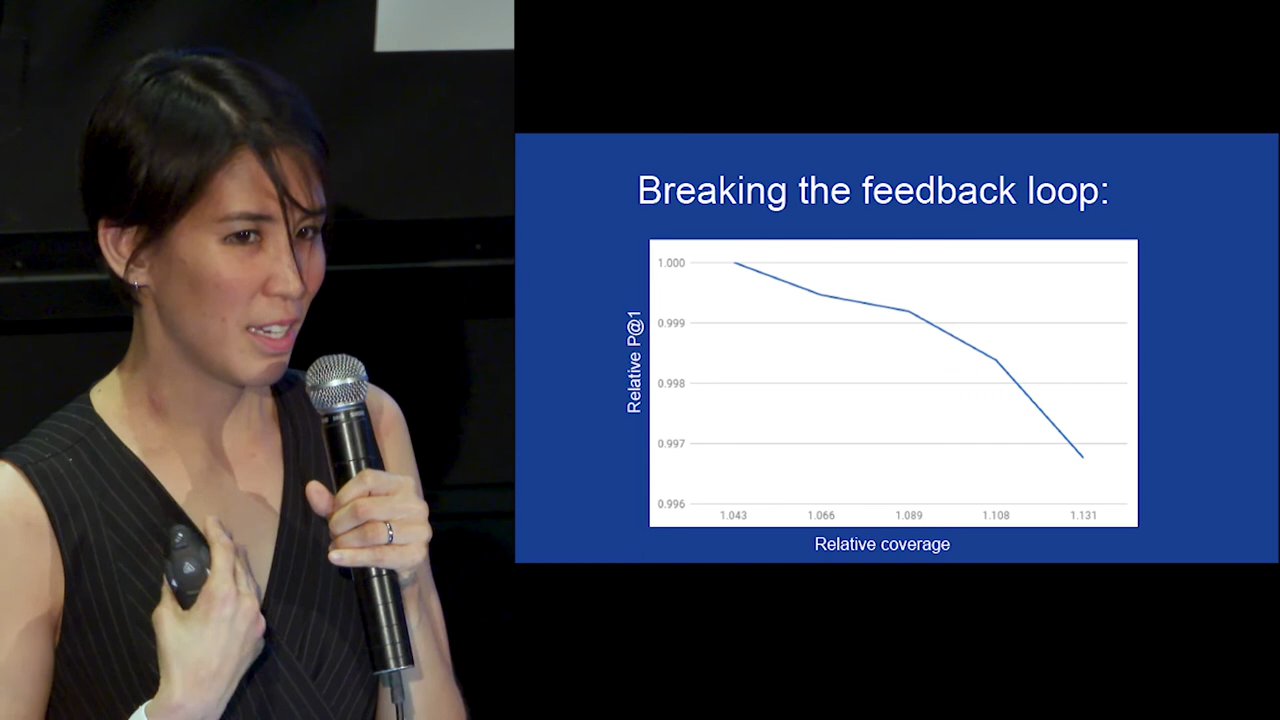 Breaking the feedback loop:
Relative P@1
1.000
0.999
0.998
0.997
0.996
1.043 1.066 1.089 1.108 1.131
Relative coverage